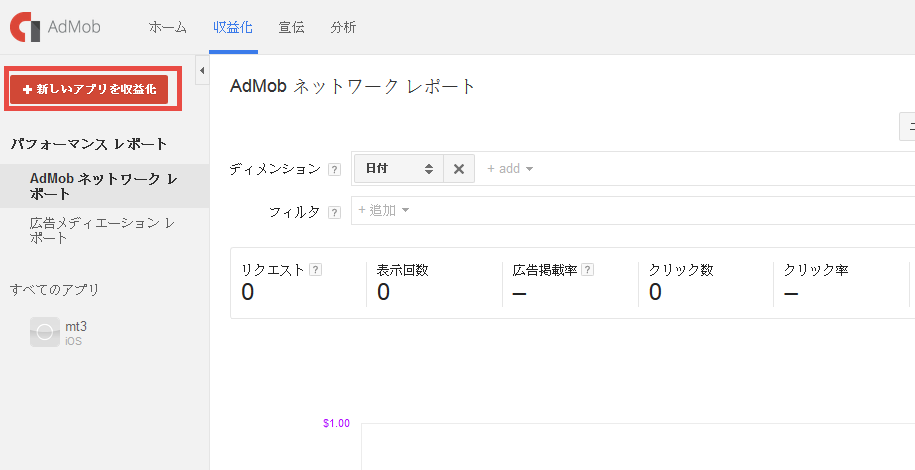 AdMob ホーム 収益化 宣伝 分析
+ 新しいアプリを収益化
パフォーマンス レポート
AdMob ネットワーク レ
ポート
広告メディエーション レ
ポート
すべてのアプリ
mt3
iOS
AdMob ネットワーク レポート
ディメンション ? 日付 × + add
フィルタ ? + 追加
リクエスト ? 表示回数 広告掲載率 ? クリック数 クリック率
0 0 – 0 –
$1.00